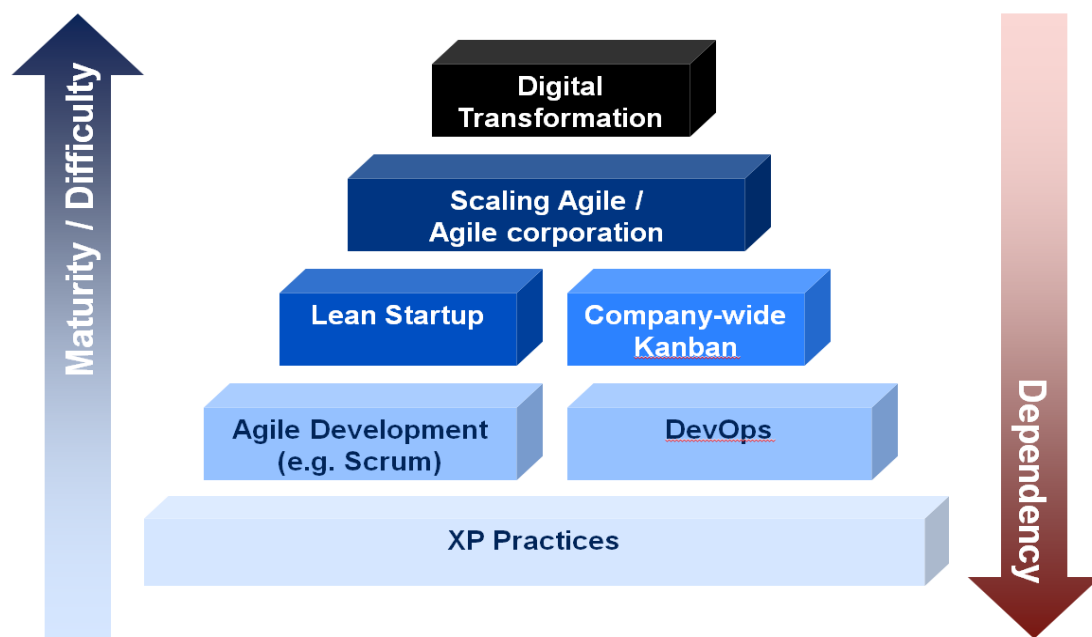 Maturity / Difficulty
Digital
Transformation
Scaling Agile /
Agile corporation
Lean Startup
Company-wide
Kanban
Agile Development
(e.g. Scrum)
DevOps
XP Practices
Dependency